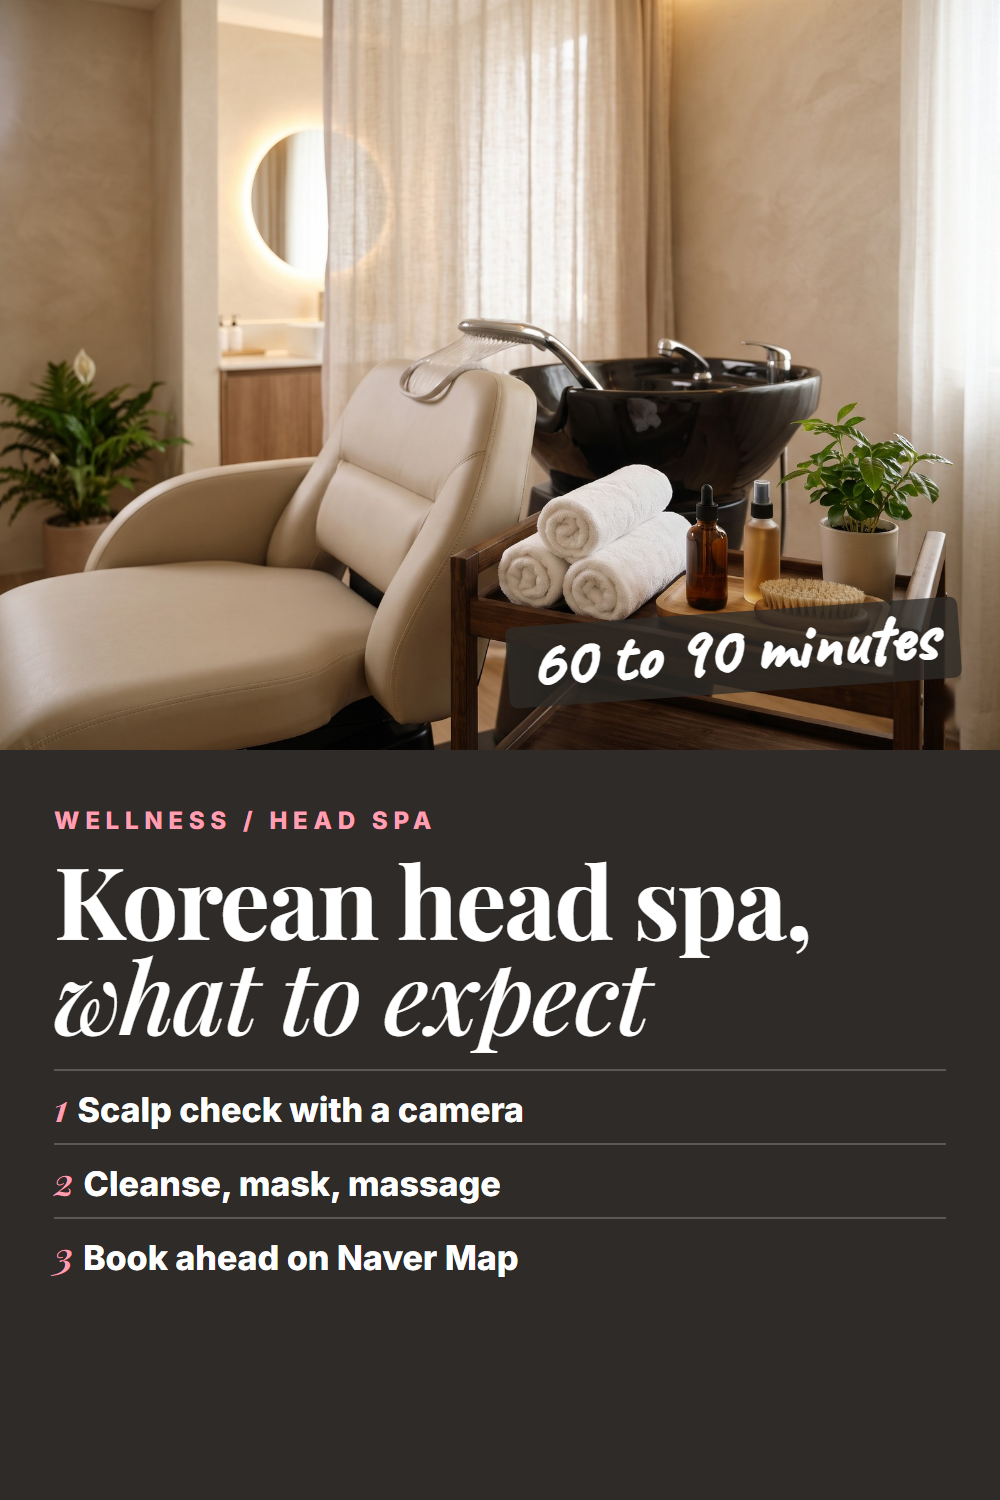 60 to 90 minutes
WELLNESS / HEAD SPA
Korean head spa,
what to expect
1 Scalp check with a camera
2 Cleanse, mask, massage
3 Book ahead on Naver Map